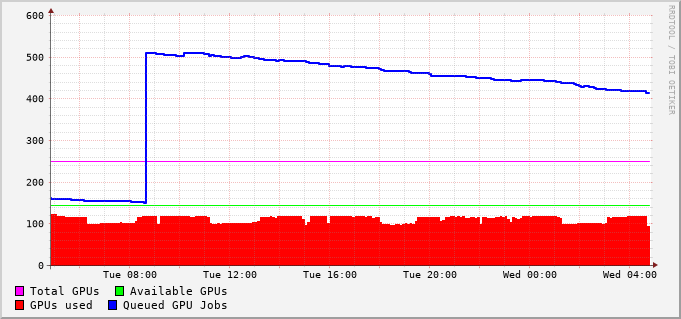 600
500
400
300
200
100
0
Tue 08:00 Tue 12:00 Tue 16:00 Tue 20:00 Wed 00:00 Wed 04:00
Total GPUs Available GPUs
GPUs used Queued GPU Jobs
RRDTOOL / TOBI OETIKER